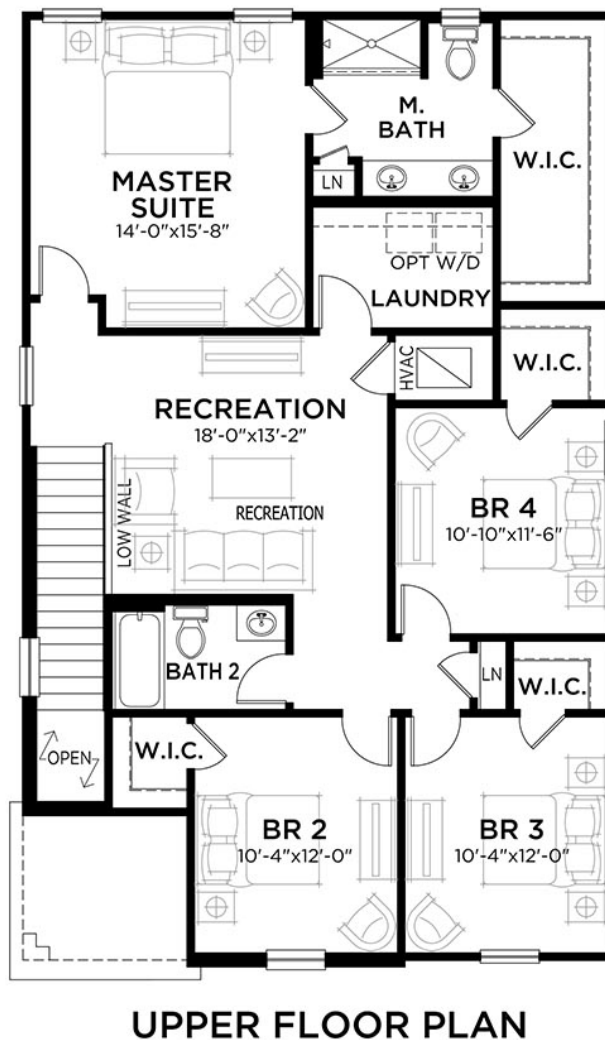 M.
BATH
W.I.C.
LN
MASTER
SUITE
14'-0"x15'-8"
OPT W/D
LAUNDRY
HVAC
W.I.C.
RECREATION
18'-0"x13'-2"
LOW WALL
RECREATION
BR 4
10'-10"x11'-6"
BATH 2
LN
W.I.C.
OPEN
W.I.C.
BR 2
10'-4"x12'-0"
BR 3
10'-4"x12'-0"
UPPER FLOOR PLAN